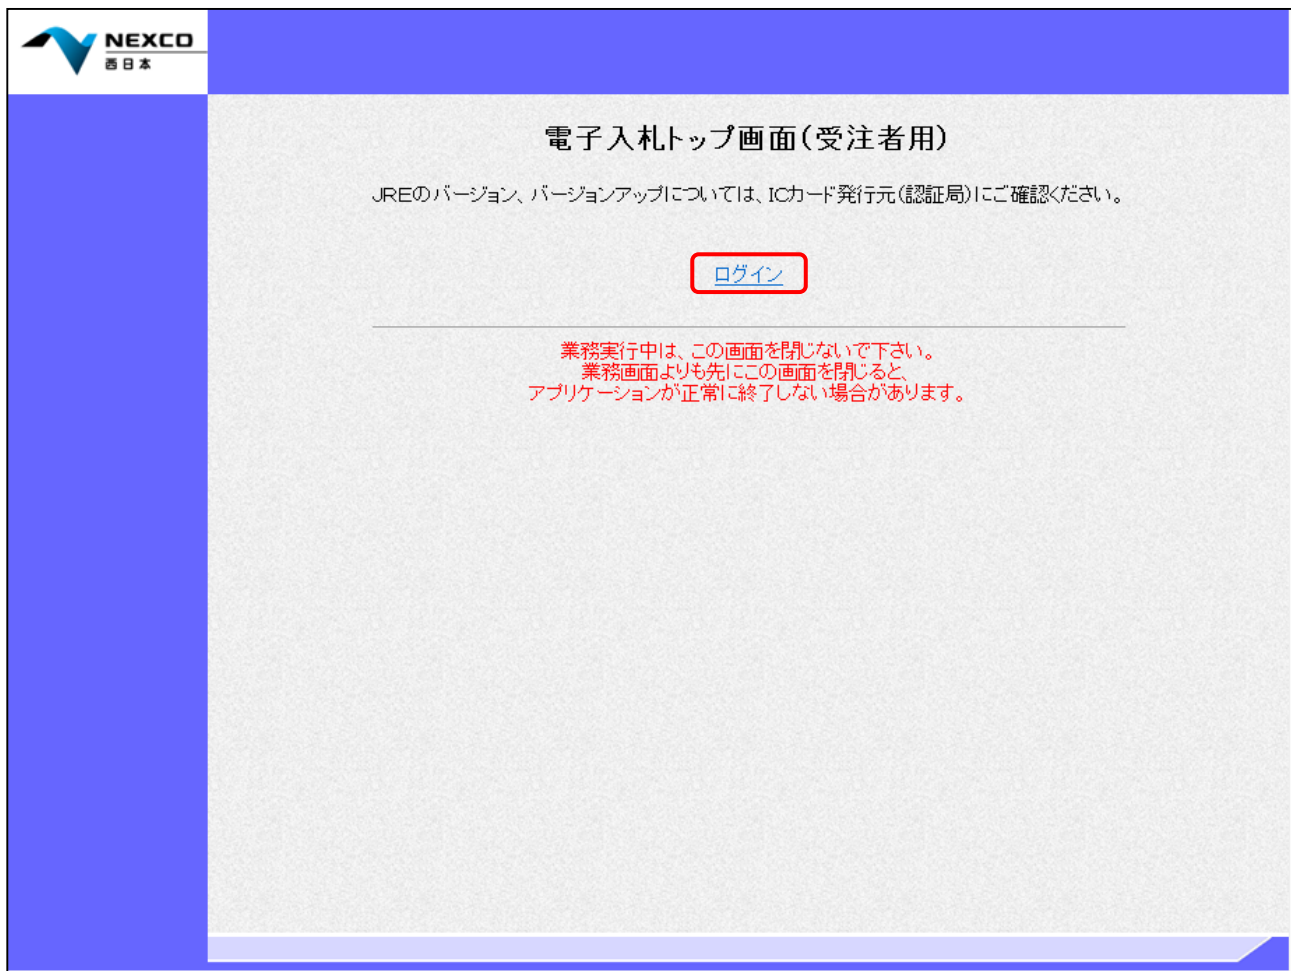 NEXCO
西日本
電子入札トップ画面(受注者用)
JREのバージョン、バージョンアップについては、ICカード発行元(認証局)にご確認ください。
ログイン
業務実行中は、この画面を閉じないで下さい。
業務画面よりも先にこの画面を閉じると、
アプリケーションが正常に終了しない場合があります。